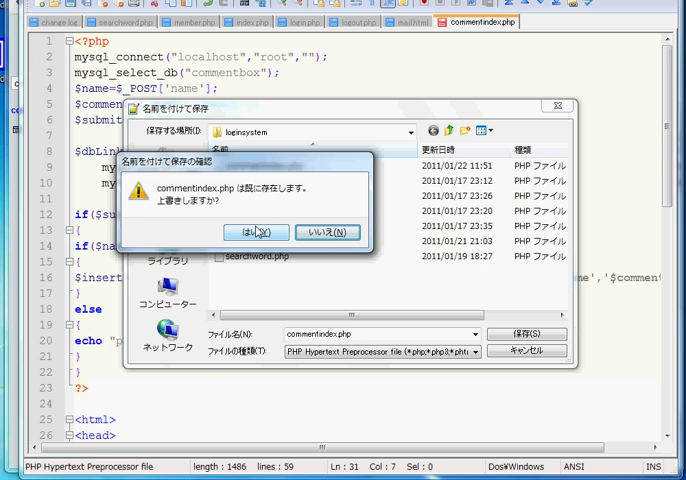 change.log searchword.php member.php index.php login.php logout.php mail.html commentindex.php
1 <?php
2 mysql_connect("localhost","root","");
3 mysql_select_db("commentbox");
4 $name=$_POST['name'];
5 $commen
6 $submit
7
8 $dbLink
9 my
10 my
11
12 if($su
13 {
14 if($na
15 {
16 $insert ne','$comment
17 }
18 else
19 {
20 echo "p
21 }
22 }
23 ?>
24
25 <html>
26 <head>
名前を付けて保存
保存する場所(I): loginsystem
名前 更新日時 種類
2011/01/22 11:51 PHP ファイル
2011/01/17 23:12 PHP ファイル
2011/01/17 23:26 PHP ファイル
2011/01/17 23:20 PHP ファイル
2011/01/17 23:35 PHP ファイル
2011/01/21 21:03 PHP ファイル
searchword.php 2011/01/19 18:27 PHP ファイル
ライブラリ
コンピューター
ネットワーク
ファイル名(N): commentindex.php 保存(S)
ファイルの種類(T): PHP Hypertext Preprocessor file (*.php;*.php3;*.pht キャンセル
名前を付けて保存の確認
commentindex.php は既に存在します。
上書きしますか?
はい(Y) いいえ(N)
PHP Hypertext Preprocessor file length : 1486 lines : 59 Ln : 31 Col : 7 Sel : 0 Dos\Windows ANSI INS